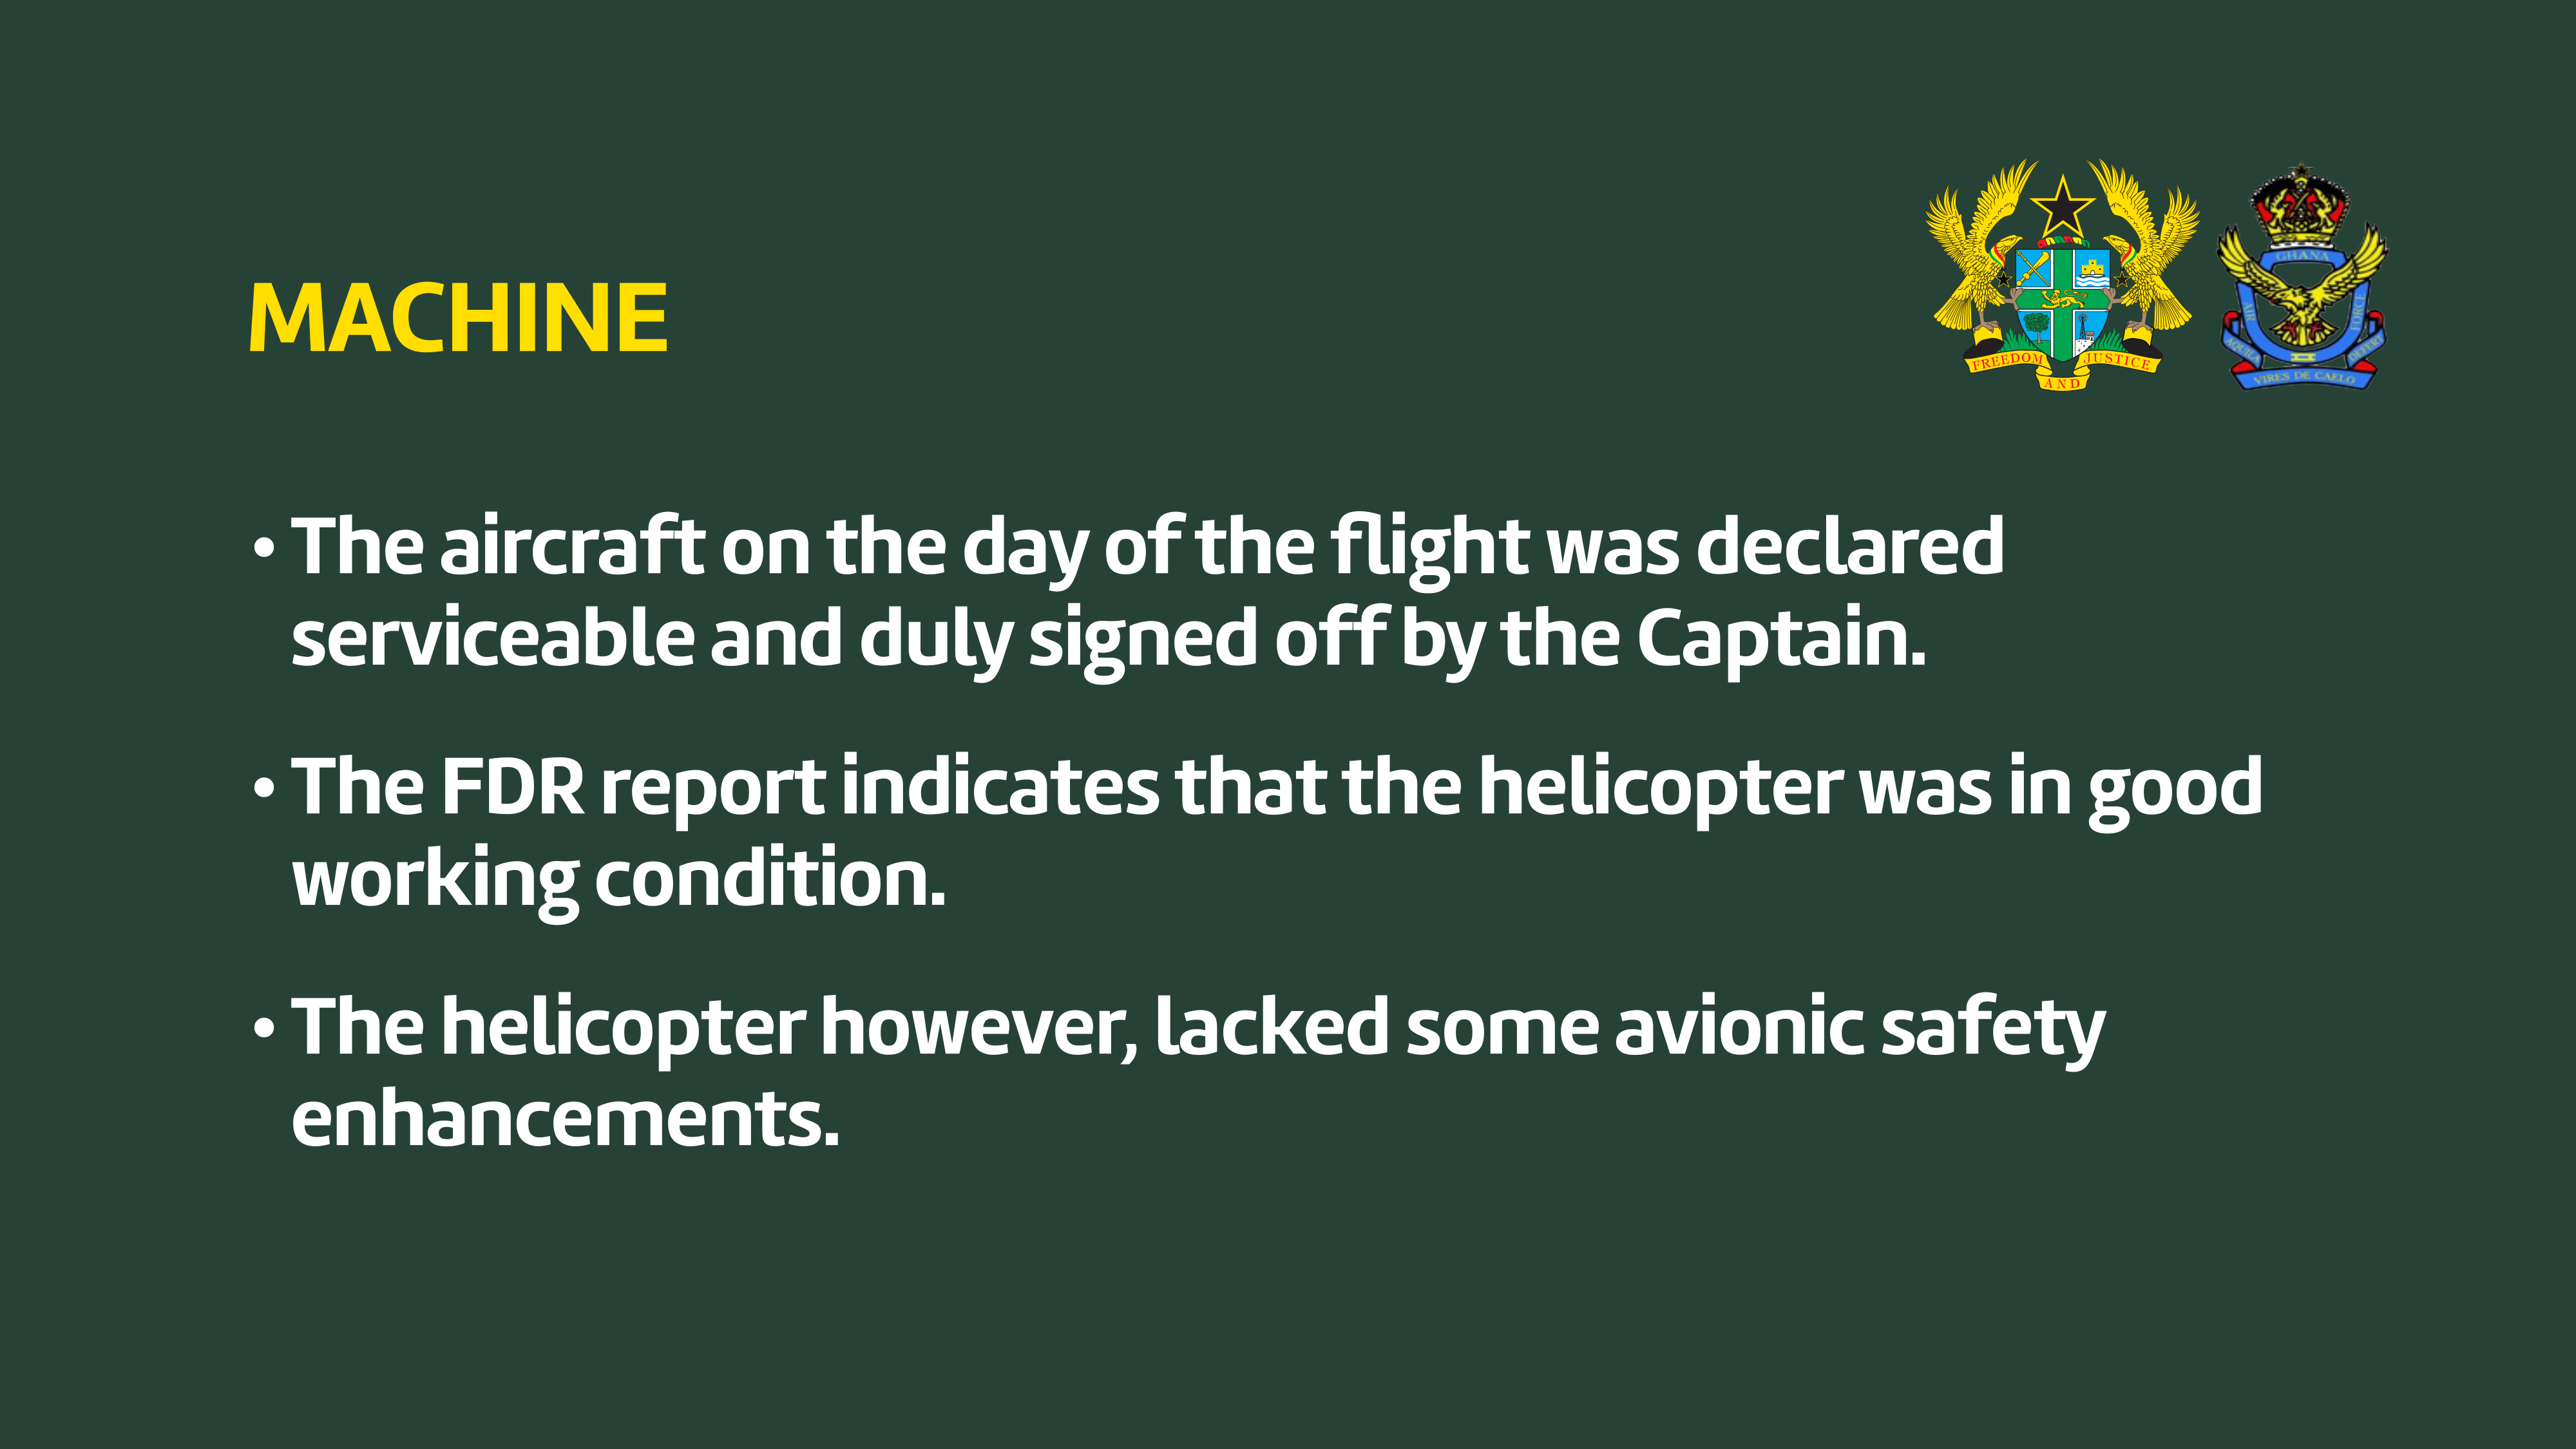 MACHINE
FREEDOM JUSTICE
AND
GHANA
AIR FORCE
AQUILA DEFERT
VIRES DE CAELO
• The aircraft on the day of the flight was declared
serviceable and duly signed off by the Captain.
• The FDR report indicates that the helicopter was in good
working condition.
• The helicopter however, lacked some avionic safety
enhancements.